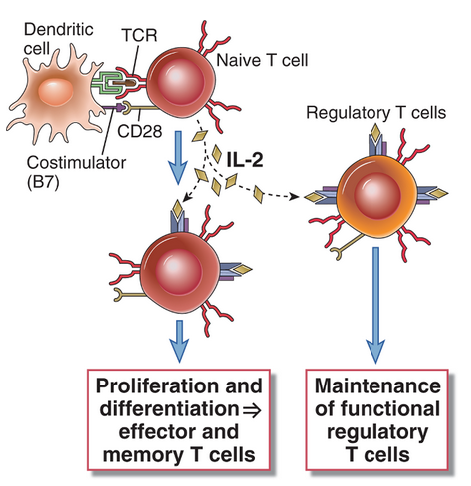 Dendritic
cell
TCR
Naive T cell
CD28
Costimulator
(B7)
IL-2
Regulatory T cells
Proliferation and
differentiation ⇒
effector and
memory T cells
Maintenance
of functional
regulatory
T cells